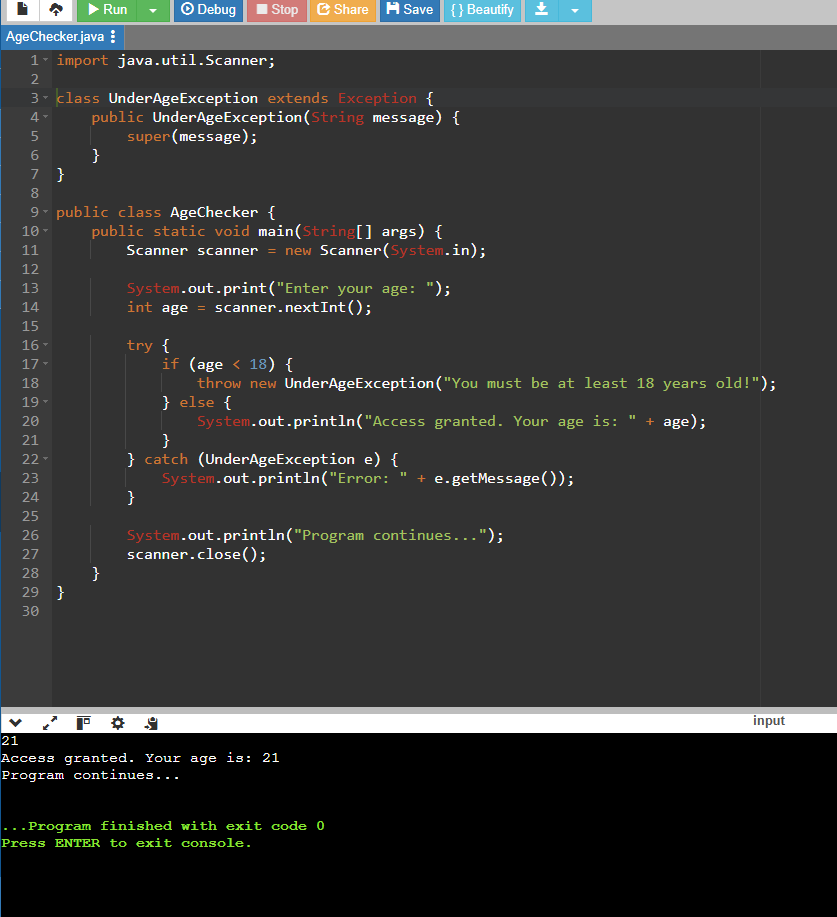 Run Debug Stop Share Save { } Beautify
AgeChecker.java
1 import java.util.Scanner;
2
3 class UnderAgeException extends Exception {
4     public UnderAgeException(String message) {
5         super(message);
6     }
7 }
8
9 public class AgeChecker {
10     public static void main(String[] args) {
11         Scanner scanner = new Scanner(System.in);
12
13         System.out.print("Enter your age: ");
14         int age = scanner.nextInt();
15
16         try {
17             if (age < 18) {
18                 throw new UnderAgeException("You must be at least 18 years old!");
19             } else {
20                 System.out.println("Access granted. Your age is: " + age);
21             }
22         } catch (UnderAgeException e) {
23             System.out.println("Error: " + e.getMessage());
24         }
25
26         System.out.println("Program continues...");
27         scanner.close();
28     }
29 }
30
input
21
Access granted. Your age is: 21
Program continues...
...Program finished with exit code 0
Press ENTER to exit console.